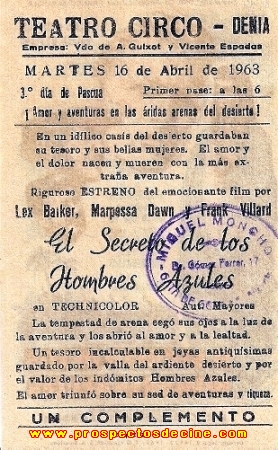 TEATRO CIRCO - DENIA
Empresa: Vdo de A. Guixot y Vicente Espadas
MARTES 16 de Abril de 1963
3.º día de Pascua Primer pase: a las 6
¡Amor y aventuras en las áridas arenas del desierto!
En un idílico oasis del desierto guardaban
su tesoro y sus bellas mujeres. El amor y
el dolor nacen y mueren con la más ex-
traña aventura.
Riguroso ESTRENO del emocionante film por
Lex Barker, Marpessa Dawn y Frank Villard
El Secreto de los
Hombres Azules
en TECHNICOLOR Aut. Mayores
MIGUEL MONCHO
La tempestad de arena cegó sus ojos a la luz de
la aventura y los abrió al amor y a la lealtad.
Un tesoro incalculable en joyas antiquísimas
guardado por la valla del ardiente desierto y por
el valor de los indómitos Hombres Azules.
El amor triunfó sobre su sed de aventuras y riqueza.
UN COMPLEMENTO
www.prospectosdecine.com